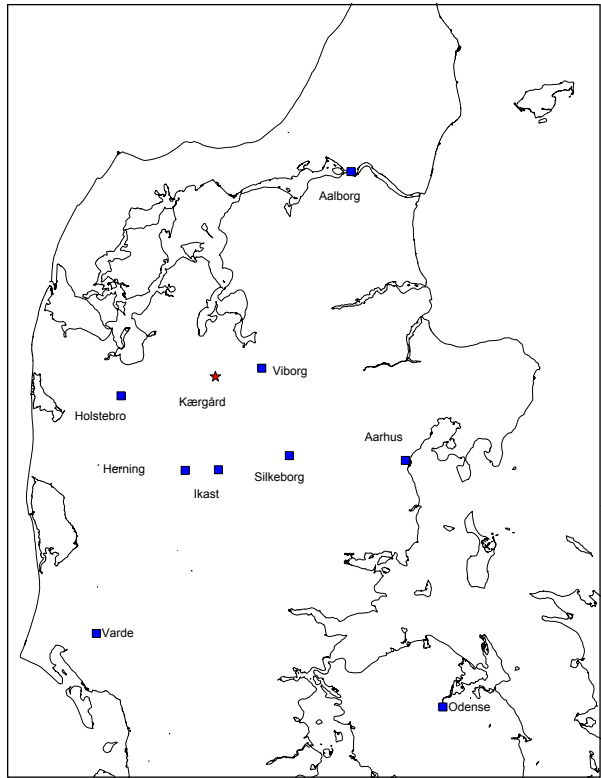 Aalborg
Viborg
Kærgård
Holstebro
Aarhus
Herning
Silkeborg
Ikast
Varde
Odense